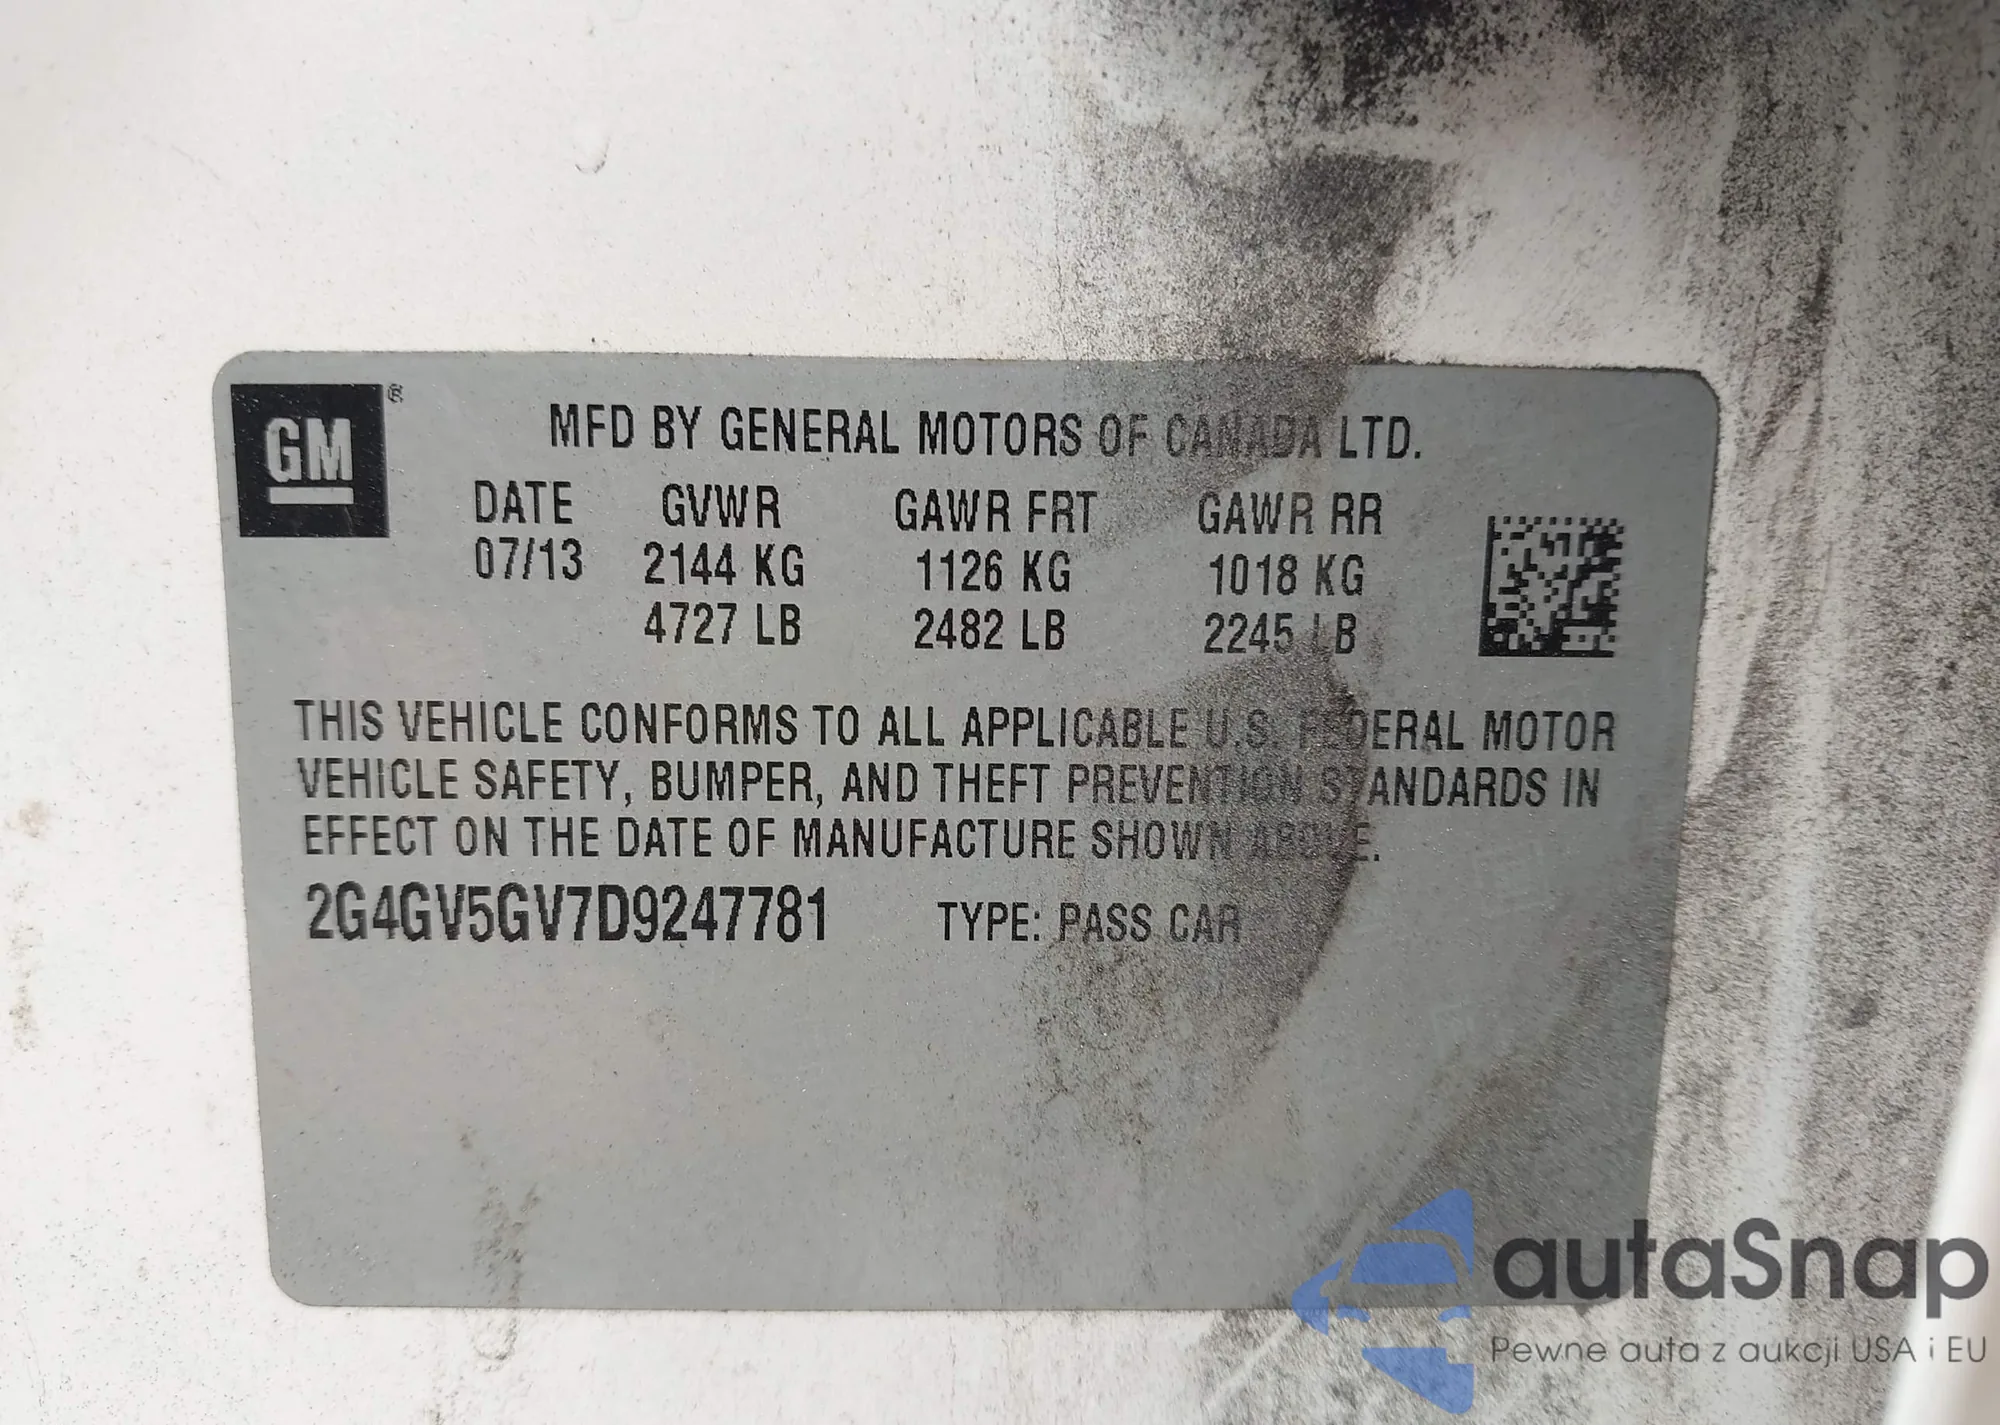 GM ®
MFD BY GENERAL MOTORS OF CANADA LTD.
DATE GVWR GAWR FRT GAWR RR
07/13 2144 KG 1126 KG 1018 KG
4727 LB 2482 LB 2245 LB
THIS VEHICLE CONFORMS TO ALL APPLICABLE U.S. FEDERAL MOTOR
VEHICLE SAFETY, BUMPER, AND THEFT PREVENTION STANDARDS IN
EFFECT ON THE DATE OF MANUFACTURE SHOWN ABOVE.
2G4GV5GV7D9247781 TYPE: PASS CAR
autaSnap
Pewne auta z aukcji USA i EU